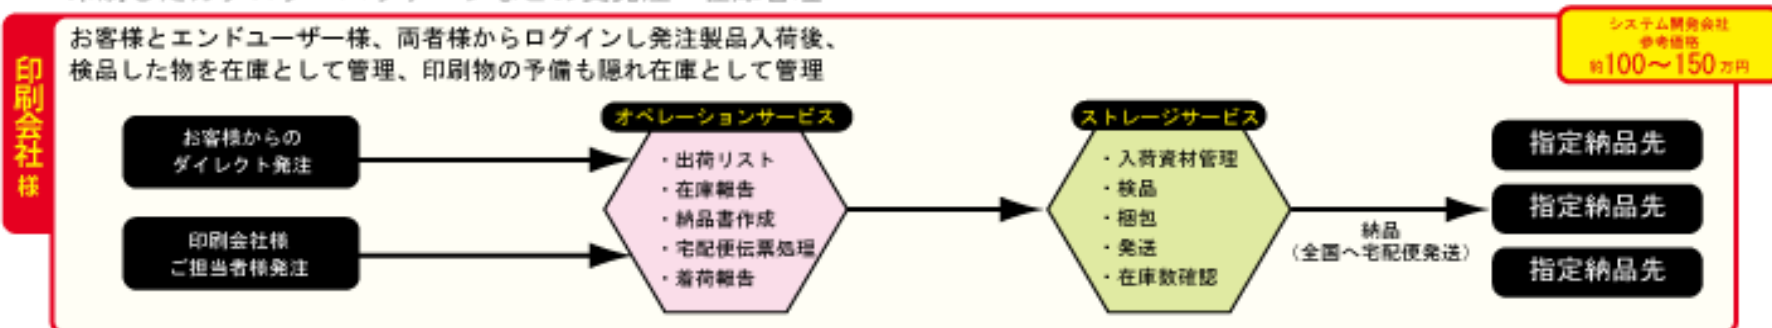 お客様とエンドユーザー様、両者様からログインし発注製品入荷後、
検品した物を在庫として管理、印刷物の予備も隠れ在庫として管理
システム開発会社
参考価格
約100〜150万円
印刷会社様
お客様からの
ダイレクト発注
印刷会社様
ご担当者様発注
オペレーションサービス
・出荷リスト
・在庫報告
・納品書作成
・宅配便伝票処理
・着荷報告
ストレージサービス
・入荷資材管理
・検品
・梱包
・発送
・在庫数確認
納品
（全国へ宅配便発送）
指定納品先
指定納品先
指定納品先